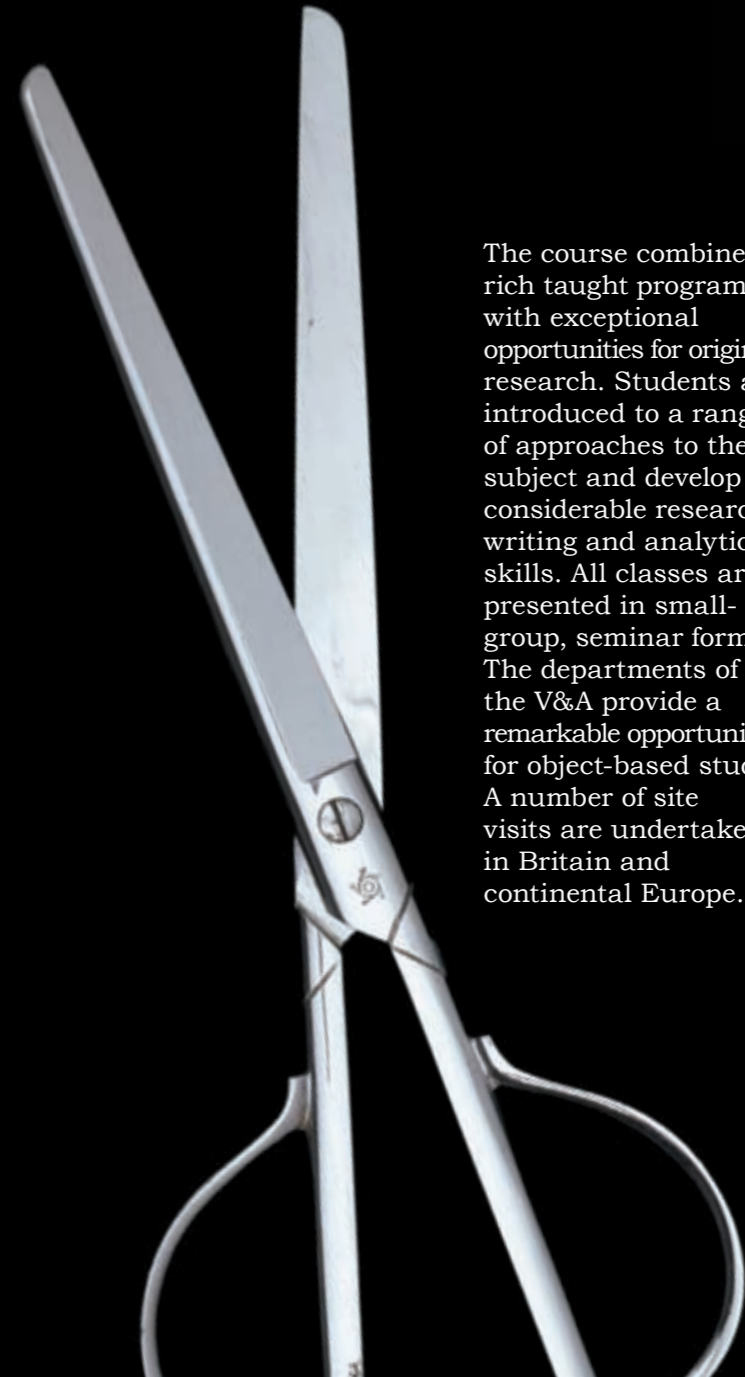 The course combine
rich taught program
with exceptional
opportunities for origin
research. Students a
introduced to a rang
of approaches to the
subject and develop
considerable researc
writing and analytic
skills. All classes ar
presented in small-
group, seminar form
The departments of
the V&A provide a
remarkable opportuni
for object-based stud
A number of site
visits are undertake
in Britain and
continental Europe.